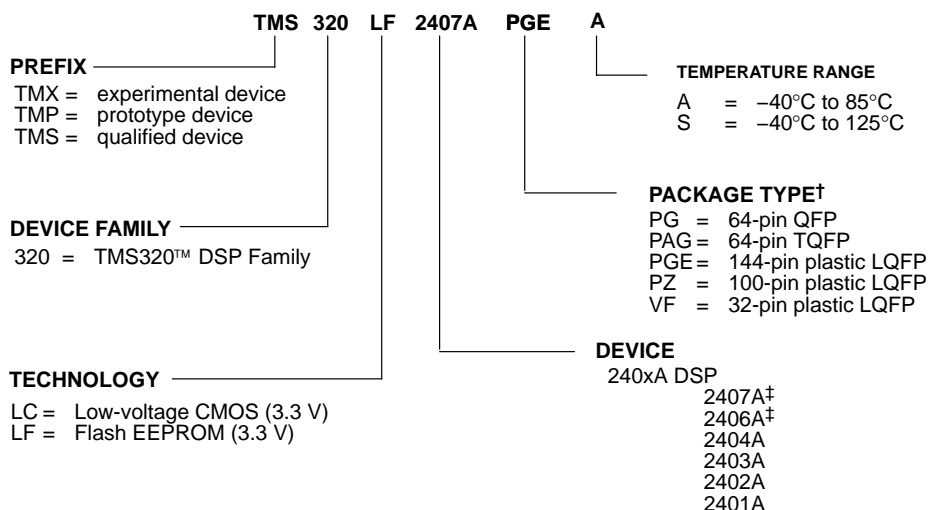 TMS 320 LF 2407A PGE A
PREFIX
TMX = experimental device
TMP = prototype device
TMS = qualified device
TEMPERATURE RANGE
A = −40°C to 85°C
S = −40°C to 125°C
PACKAGE TYPE†
PG = 64-pin QFP
PAG = 64-pin TQFP
PGE = 144-pin plastic LQFP
PZ = 100-pin plastic LQFP
VF = 32-pin plastic LQFP
DEVICE FAMILY
320 = TMS320™ DSP Family
DEVICE
240xA DSP
2407A‡
2406A‡
2404A
2403A
2402A
2401A
TECHNOLOGY
LC = Low-voltage CMOS (3.3 V)
LF = Flash EEPROM (3.3 V)